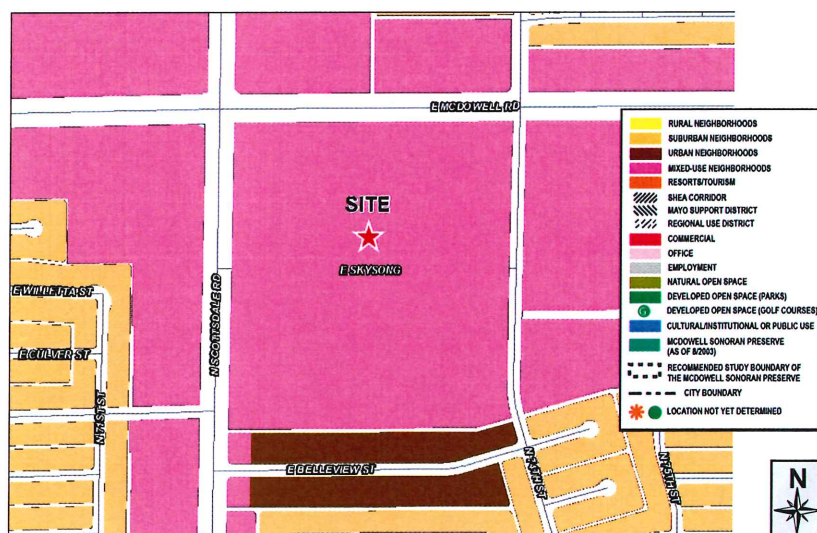 E MCDOWELL RD
SITE
E SKYSONG
N SCOTTSDALE RD
E WILLETTA ST
E CULVER ST
N 71ST ST
E BELLEVIEW ST
N 74TH ST
N 75TH ST
RURAL NEIGHBORHOODS
SUBURBAN NEIGHBORHOODS
URBAN NEIGHBORHOODS
MIXED-USE NEIGHBORHOODS
RESORTS/TOURISM
SHEA CORRIDOR
MAYO SUPPORT DISTRICT
REGIONAL USE DISTRICT
COMMERCIAL
OFFICE
EMPLOYMENT
NATURAL OPEN SPACE
DEVELOPED OPEN SPACE (PARKS)
G DEVELOPED OPEN SPACE (GOLF COURSES)
CULTURAL/INSTITUTIONAL OR PUBLIC USE
MCDOWELL SONORAN PRESERVE
(AS OF 8/2003)
RECOMMENDED STUDY BOUNDARY OF
THE MCDOWELL SONORAN PRESERVE
CITY BOUNDARY
LOCATION NOT YET DETERMINED
N